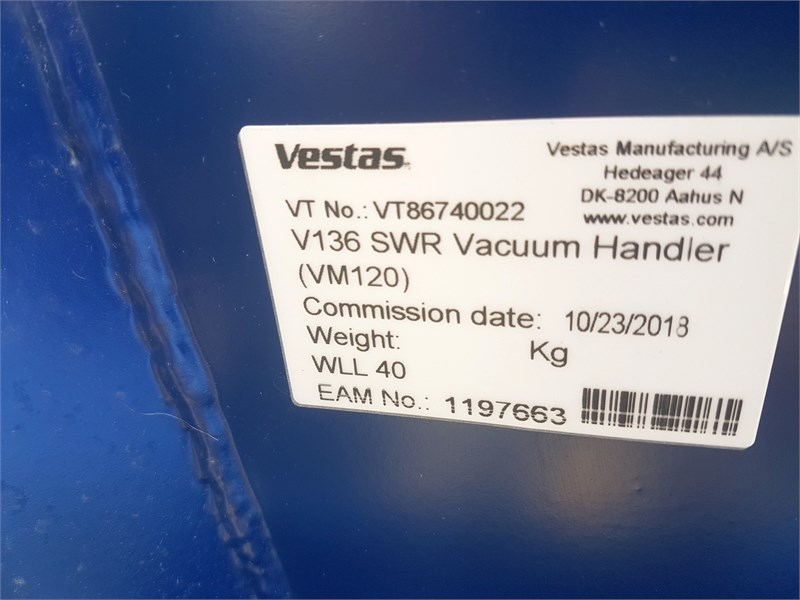 Vestas
Vestas Manufacturing A/S
Hedeager 44
DK-8200 Aahus N
www.vestas.com
VT No.: VT86740022
V136 SWR Vacuum Handler
(VM120)
Commission date: 10/23/2018
Weight: Kg
WLL 40
EAM No.: 1197663